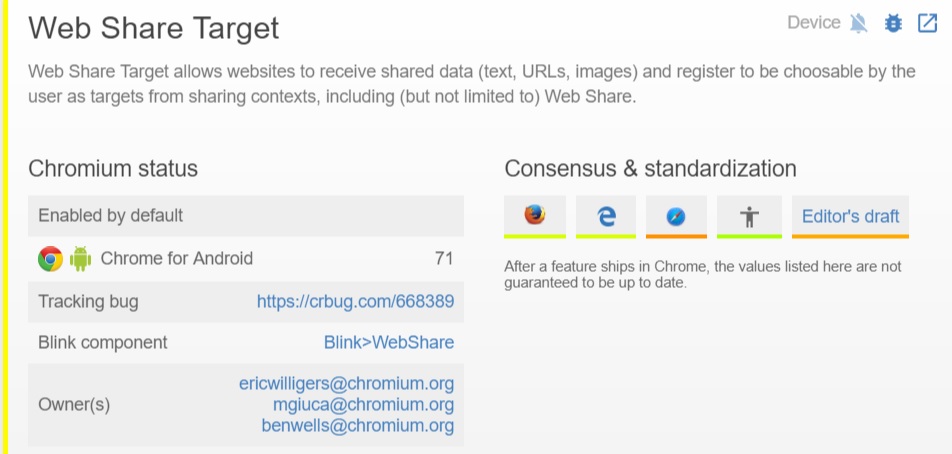 Web Share Target
Device
Web Share Target allows websites to receive shared data (text, URLs, images) and register to be choosable by the
user as targets from sharing contexts, including (but not limited to) Web Share.
Chromium status
Enabled by default
Chrome for Android 71
Tracking bug https://crbug.com/668389
Blink component Blink>WebShare
Owner(s)
ericwilligers@chromium.org
mgiuca@chromium.org
benwells@chromium.org
Consensus & standardization
Editor's draft
After a feature ships in Chrome, the values listed here are not
guaranteed to be up to date.